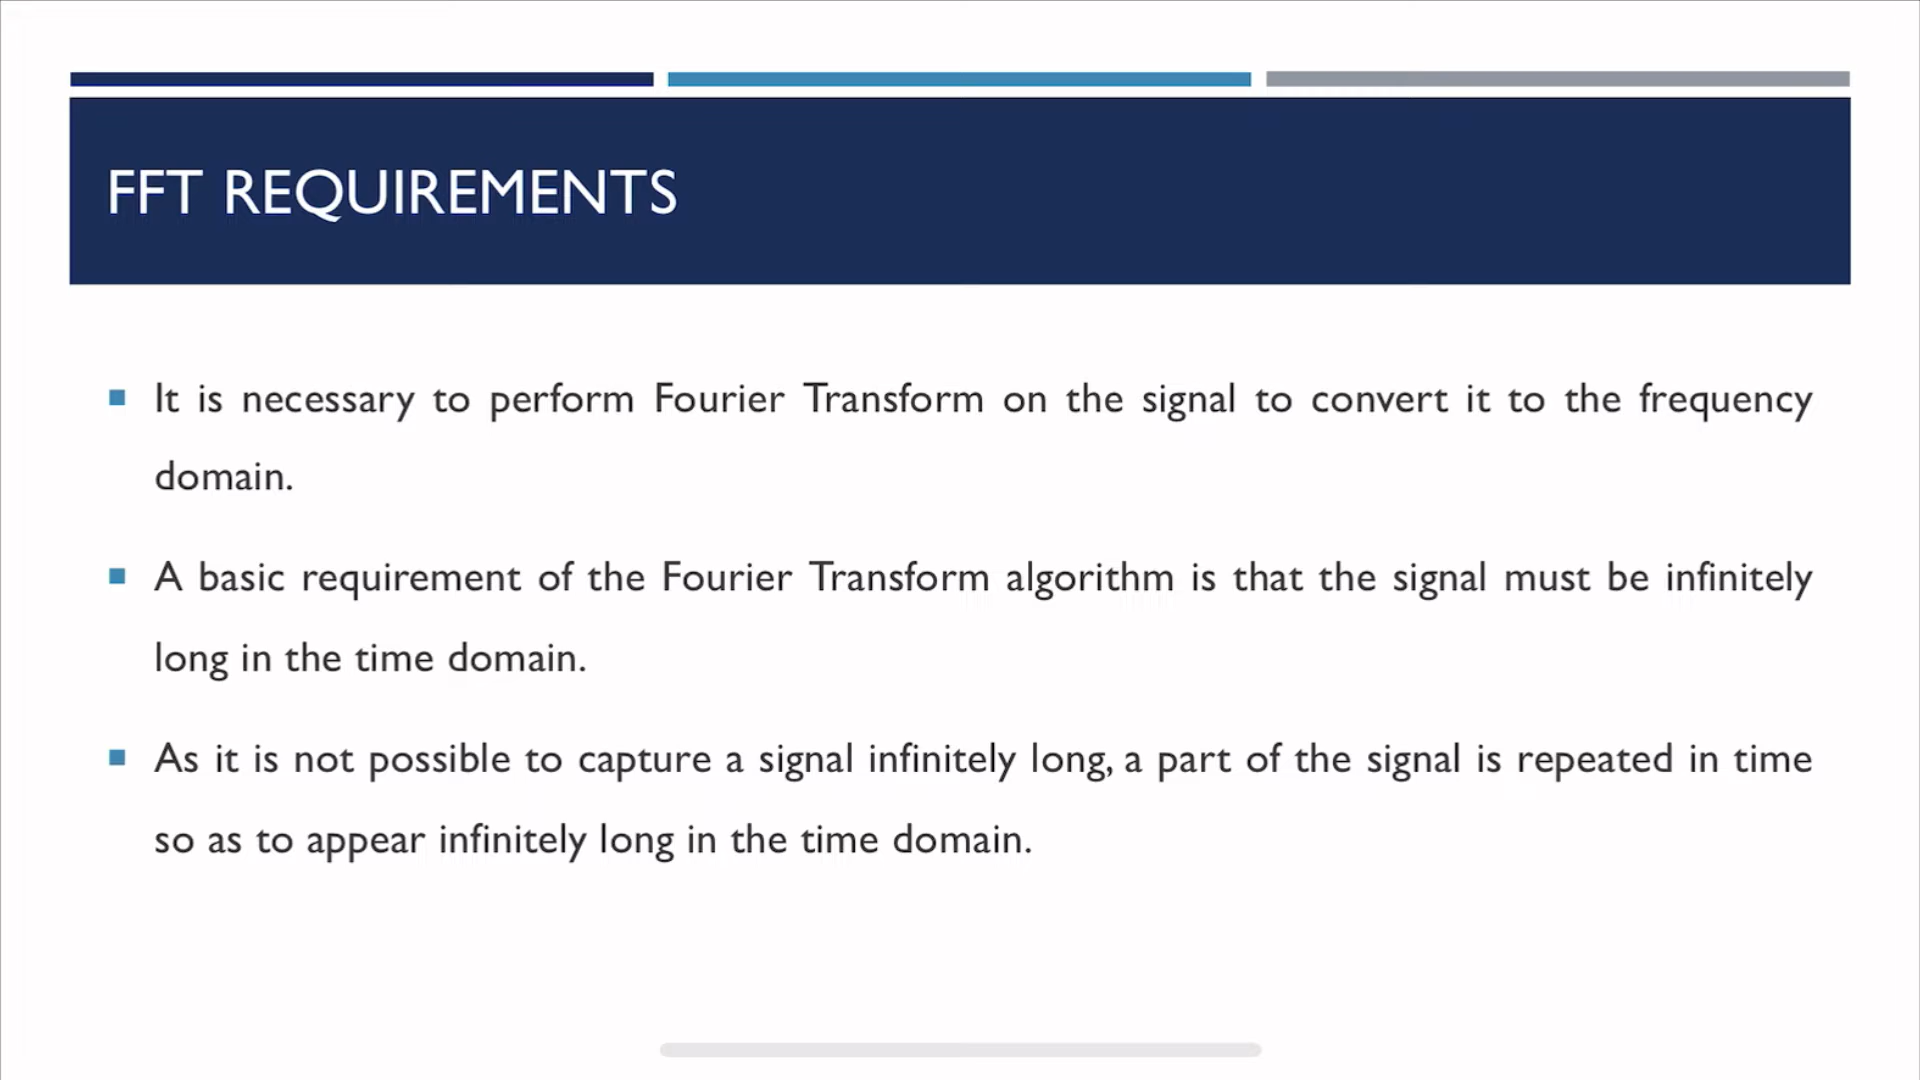 FFT REQUIREMENTS
It is necessary to perform Fourier Transform on the signal to convert it to the frequency
domain.
A basic requirement of the Fourier Transform algorithm is that the signal must be infinitely
long in the time domain.
As it is not possible to capture a signal infinitely long, a part of the signal is repeated in time
so as to appear infinitely long in the time domain.